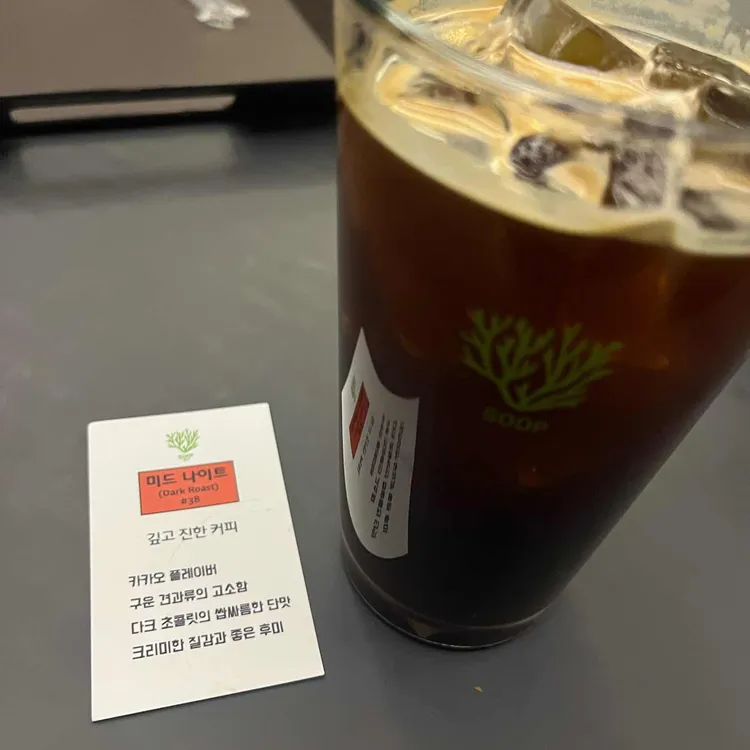 SOOP
미드 나이트
(Dark Roast)
#38
깊고 진한 커피
카카오 플레이버
구운 견과류의 고소함
다크 초콜릿의 쌉싸름한 단맛
크리미한 질감과 좋은 후미
SOOP